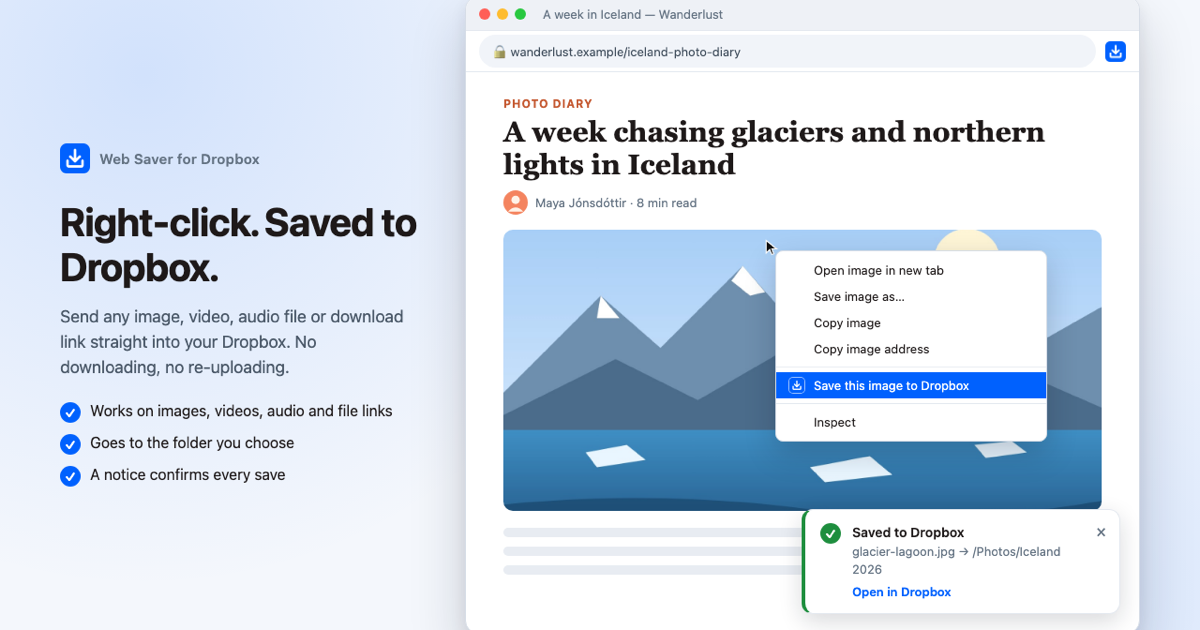 A week in Iceland — Wanderlust
wanderlust.example/iceland-photo-diary
Web Saver for Dropbox
Right-click. Saved to
Dropbox.
Send any image, video, audio file or download
link straight into your Dropbox. No
downloading, no re-uploading.
Works on images, videos, audio and file links
Goes to the folder you choose
A notice confirms every save
PHOTO DIARY
A week chasing glaciers and northern
lights in Iceland
Maya Jónsdóttir · 8 min read
Open image in new tab
Save image as...
Copy image
Copy image address
Save this image to Dropbox
Inspect
Saved to Dropbox
glacier-lagoon.jpg → /Photos/Iceland
2026
Open in Dropbox